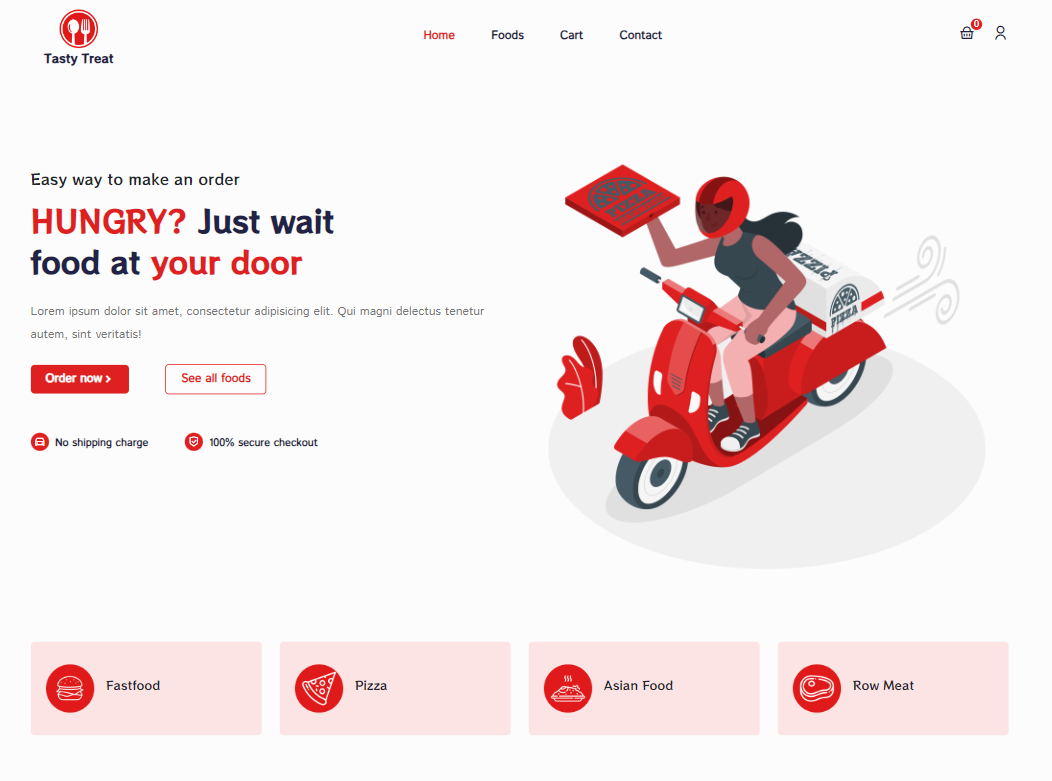 Tasty Treat
Home Foods Cart Contact
0
Easy way to make an order
HUNGRY? Just wait
food at your door
Lorem ipsum dolor sit amet, consectetur adipisicing elit. Qui magni delectus tenetur
autem, sint veritatis!
Order now ›
See all foods
No shipping charge
100% secure checkout
PIZZA
PIZZA
PIZZA
Fastfood
Pizza
Asian Food
Row Meat